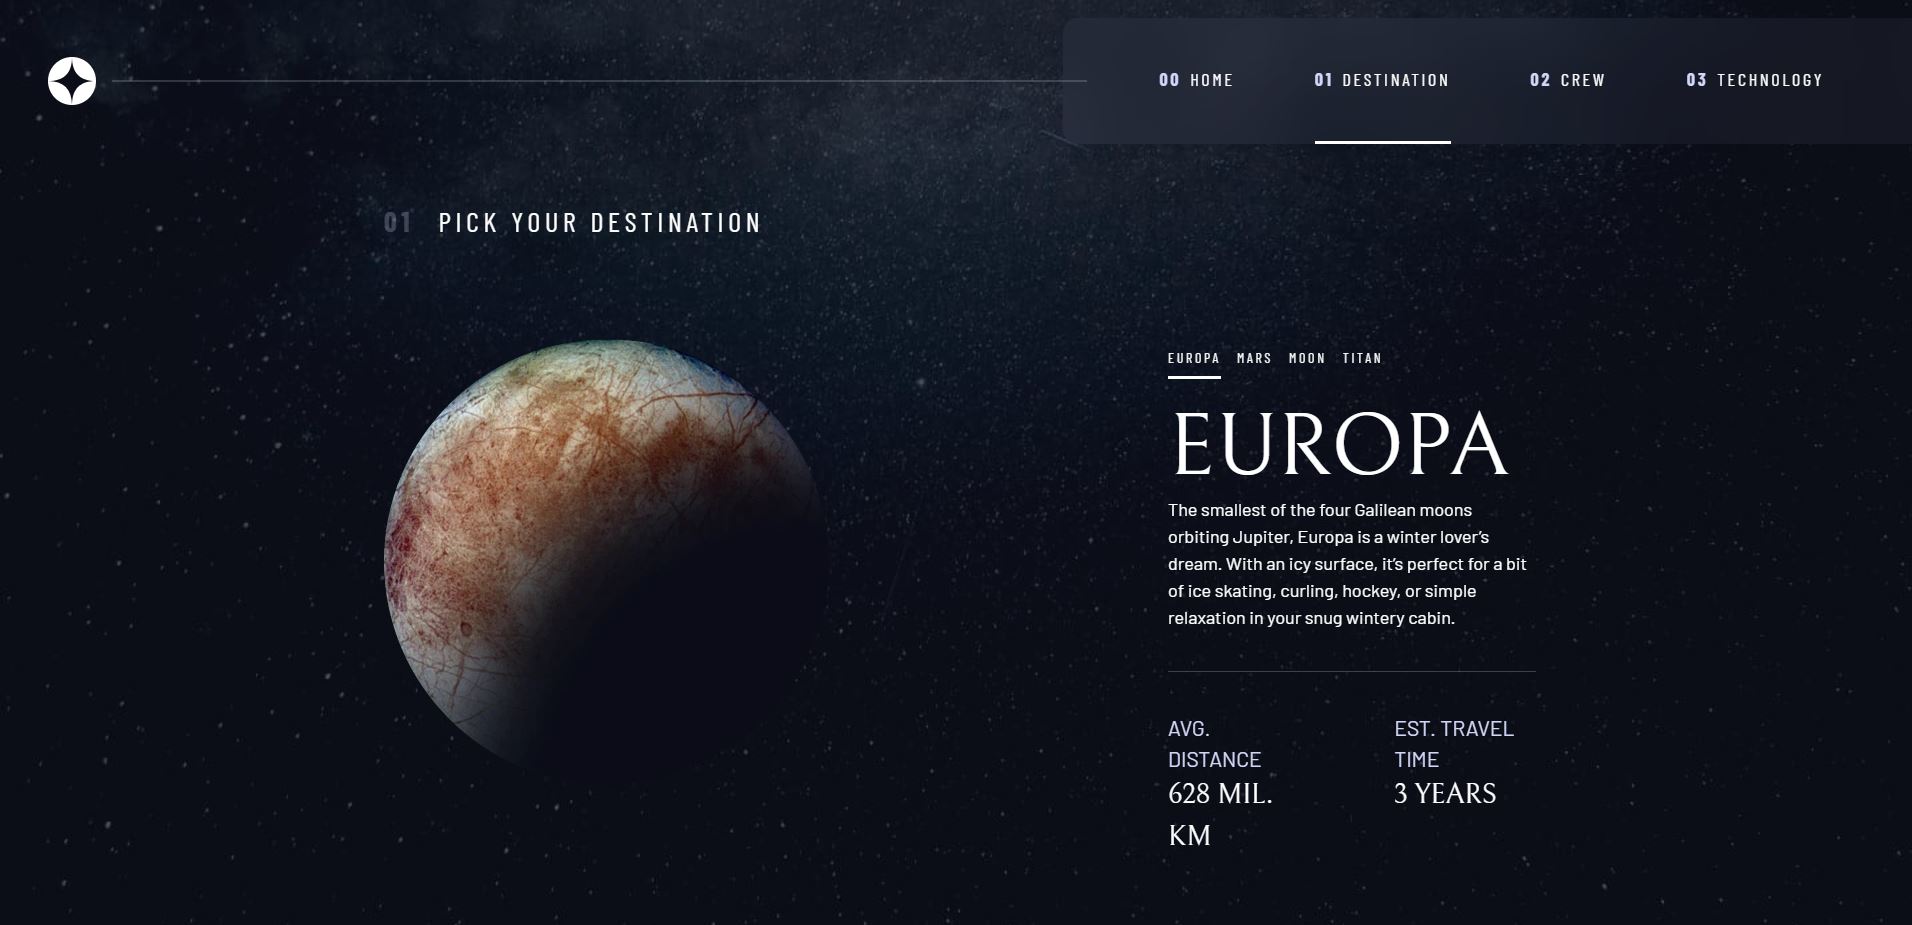 00 HOME 01 DESTINATION 02 CREW 03 TECHNOLOGY
01 PICK YOUR DESTINATION
EUROPA MARS MOON TITAN
EUROPA
The smallest of the four Galilean moons
orbiting Jupiter, Europa is a winter lover’s
dream. With an icy surface, it’s perfect for a bit
of ice skating, curling, hockey, or simple
relaxation in your snug wintery cabin.
AVG.
DISTANCE
628 MIL.
KM
EST. TRAVEL
TIME
3 YEARS